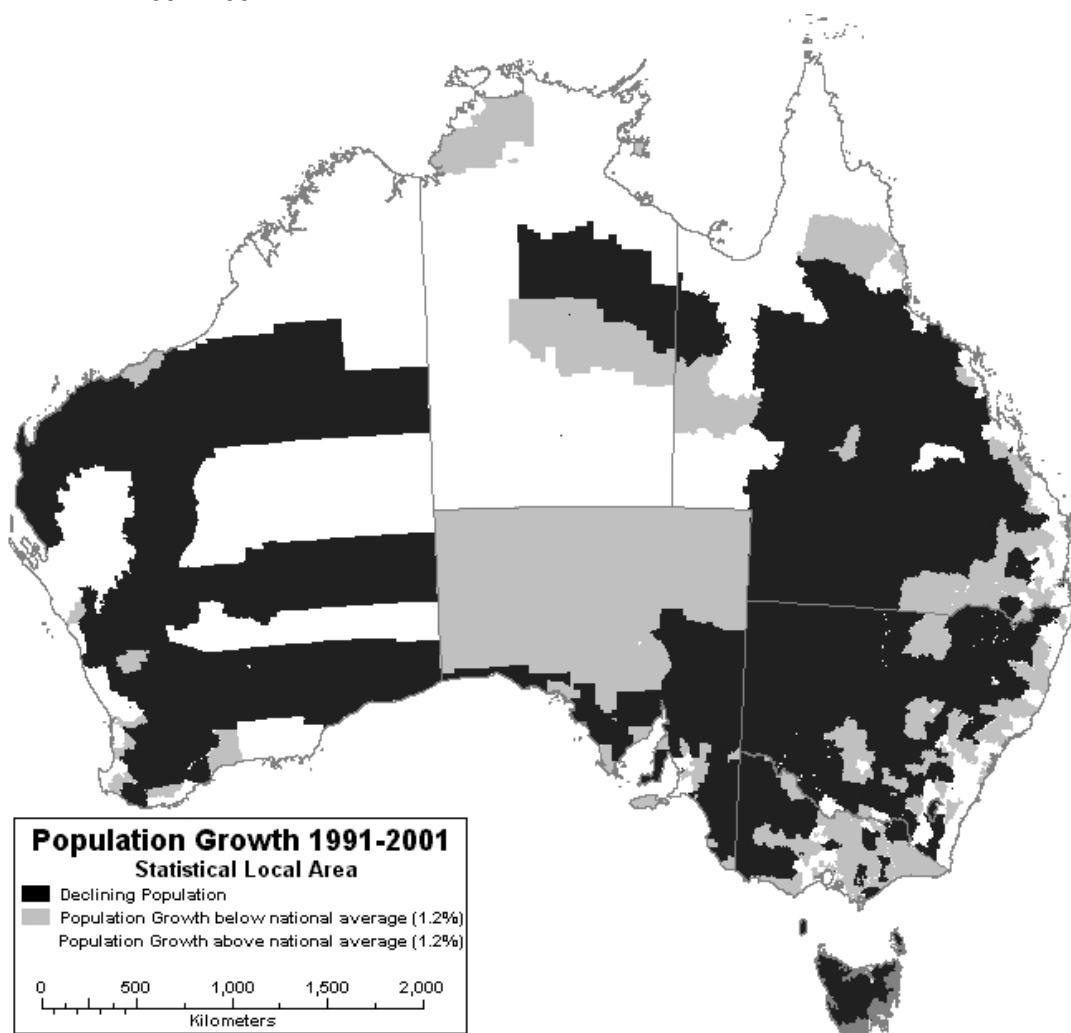 Population Growth 1991-2001
Statistical Local Area
Declining Population
Population Growth below national average (1.2%)
Population Growth above national average (1.2%)
0 500 1,000 1,500 2,000
Kilometers